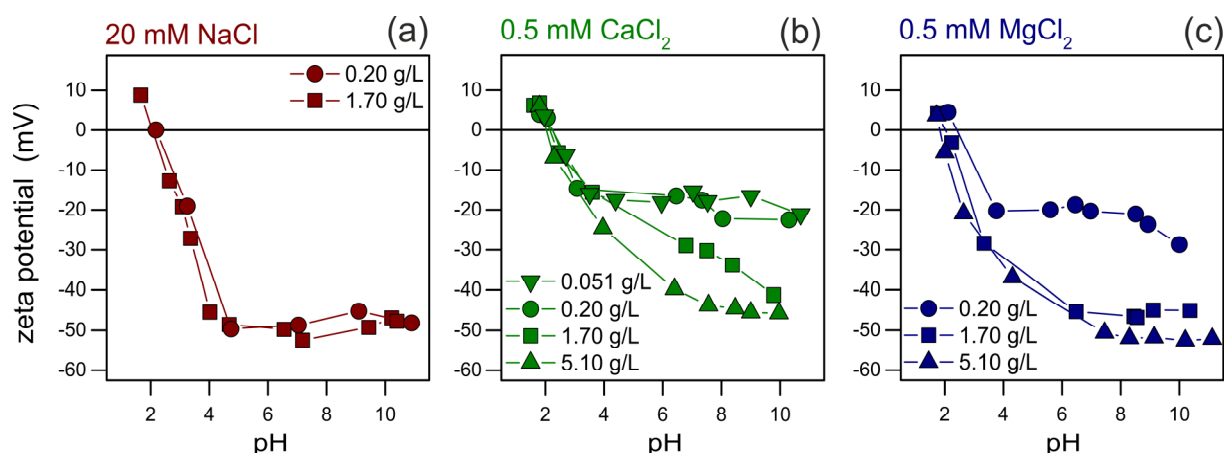 20 mM NaCl (a)
0.5 mM CaCl₂ (b)
0.5 mM MgCl₂ (c)
zeta potential (mV)
10
0
-10
-20
-30
-40
-50
-60
0.20 g/L
1.70 g/L
2 4 6 8 10
pH
10
0
-10
-20
-30
-40
-50
-60
0.051 g/L
0.20 g/L
1.70 g/L
5.10 g/L
2 4 6 8 10
pH
10
0
-10
-20
-30
-40
-50
-60
0.20 g/L
1.70 g/L
5.10 g/L
2 4 6 8 10
pH